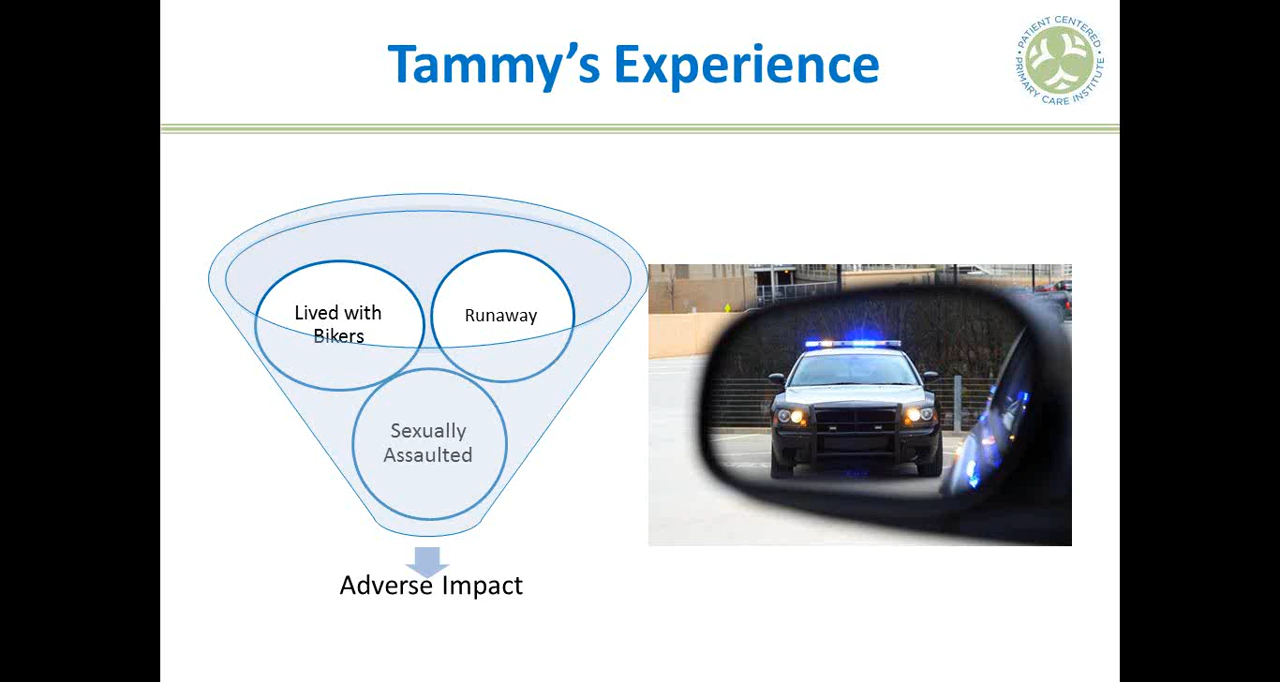 Tammy's Experience
PATIENT CENTERED
PRIMARY CARE INSTITUTE
Lived with
Bikers
Runaway
Sexually
Assaulted
Adverse Impact